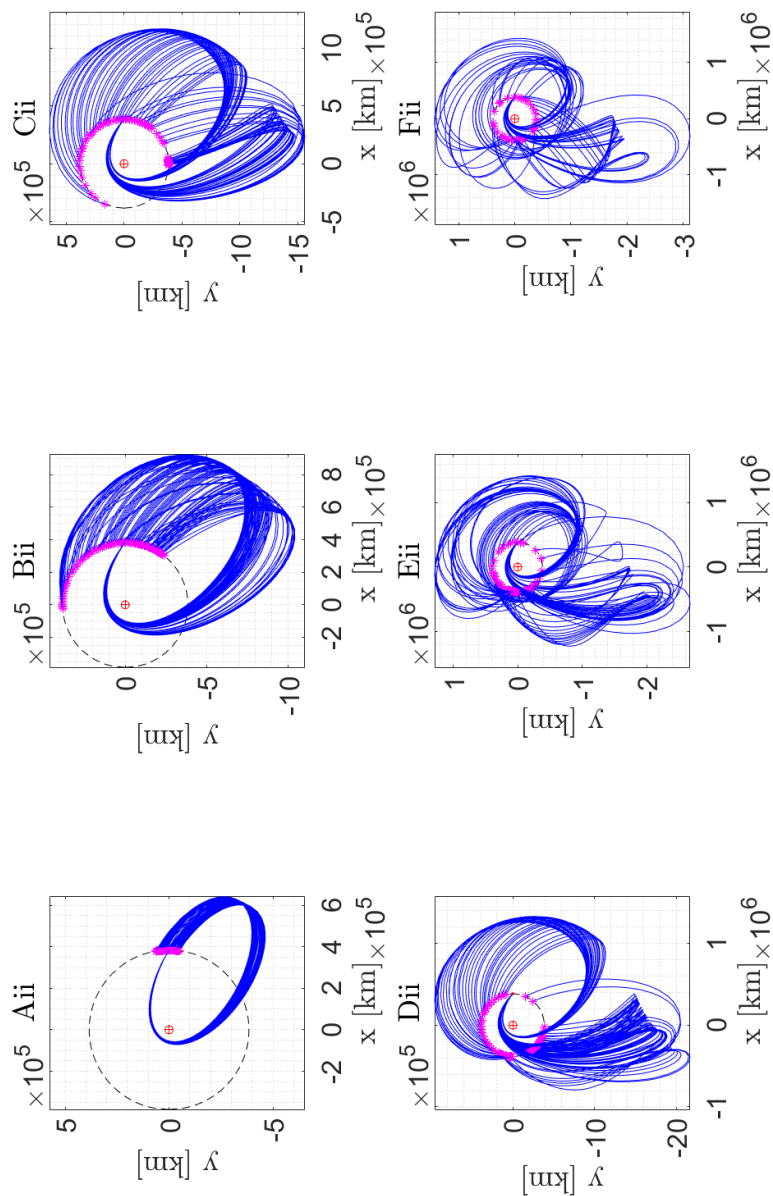 Aii
×10^5
5
0
-5
y [km]
-2 0 2 4 6
x [km] ×10^5
Bii
×10^5
0
-5
-10
y [km]
-2 0 2 4 6 8
x [km] ×10^5
Cii
×10^5
5
0
-5
-10
-15
y [km]
-5 0 5 10
x [km] ×10^5
Dii
×10^5
0
-10
-20
y [km]
-1 0 1
x [km] ×10^6
Eii
×10^6
1
0
-1
-2
y [km]
-1 0 1
x [km] ×10^6
Fii
×10^6
1
0
-1
-2
-3
y [km]
-1 0 1
x [km] ×10^6